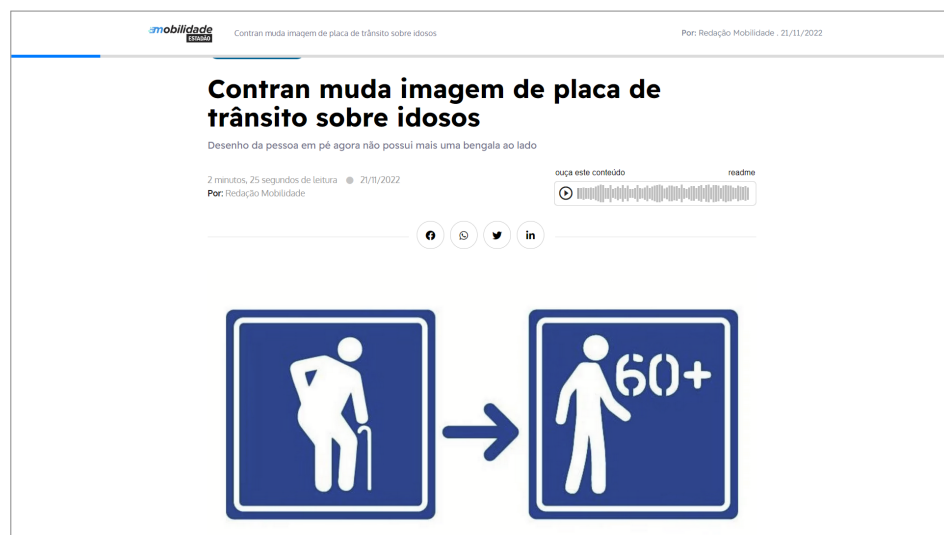 mobilidade
ESTADÃO
Contran muda imagem de placa de trânsito sobre idosos
Por: Redação Mobilidade . 21/11/2022
Contran muda imagem de placa de
trânsito sobre idosos
Desenho da pessoa em pé agora não possui mais uma bengala ao lado
2 minutos, 25 segundos de leitura
21/11/2022
Por: Redação Mobilidade
ouça este conteúdo
readme
in
60+